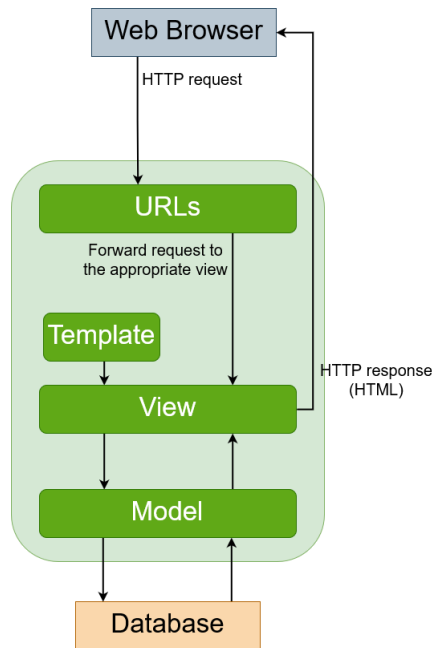 Web Browser
HTTP request
URLs
Forward request to
the appropriate view
Template
HTTP response
(HTML)
View
Model
Database